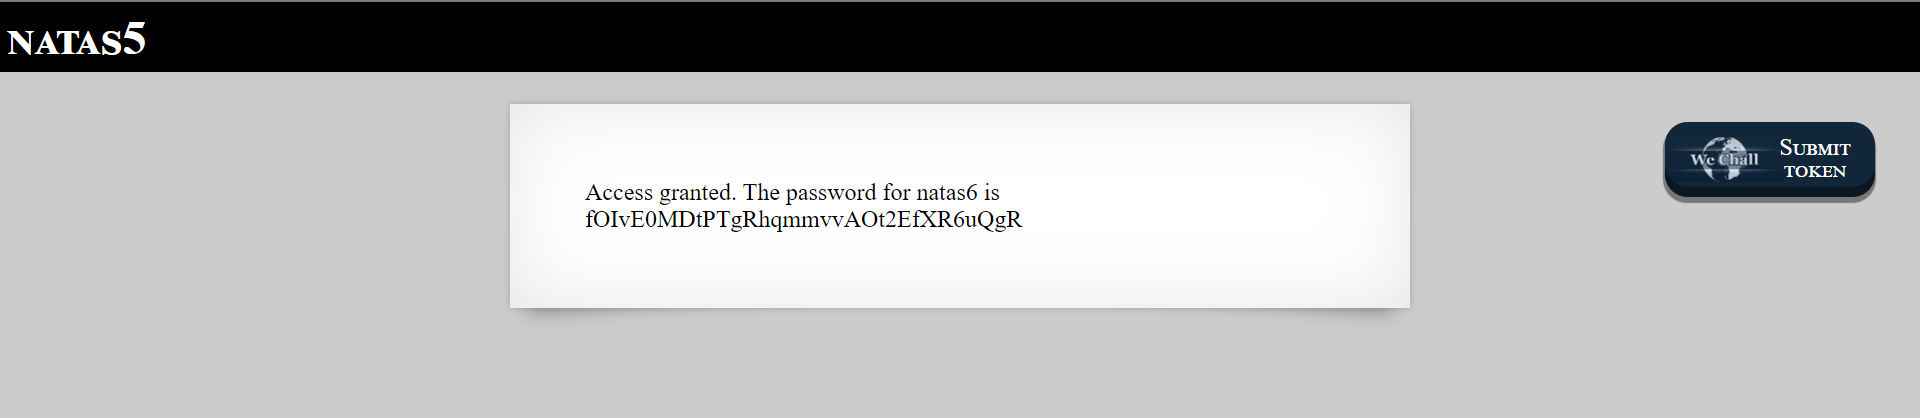 NATAS5
Access granted. The password for natas6 is
fOIvE0MDtPTgRhqmmvvAOt2EfXR6uQgR
We Chall
SUBMIT
TOKEN